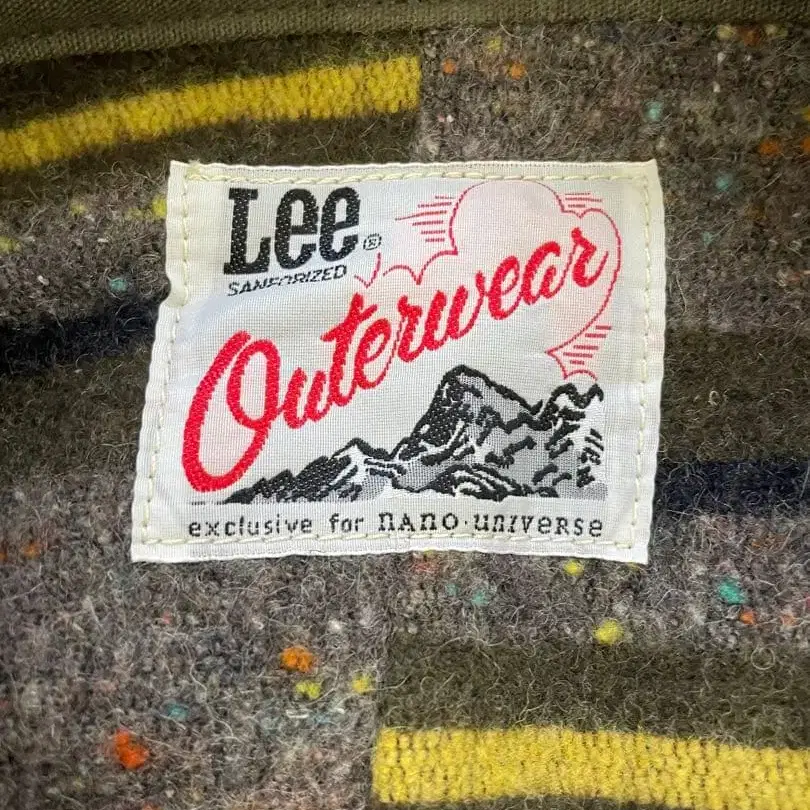 Lee®
SANFORIZED
Outerwear
exclusive for nano·universe